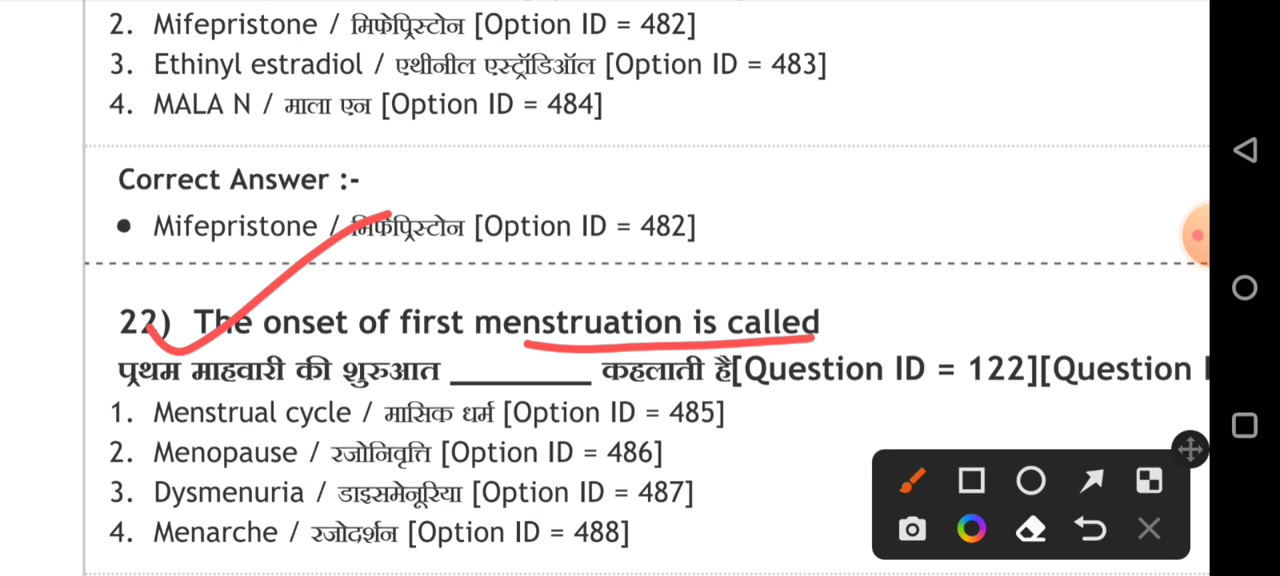 2. Mifepristone / मिफेप्रिस्टोन [Option ID = 482]
3. Ethinyl estradiol / एथीनील एस्ट्रॉडिऑल [Option ID = 483]
4. MALA N / माला एन [Option ID = 484]
Correct Answer :-
• Mifepristone / मिफेप्रिस्टोन [Option ID = 482]
22) The onset of first menstruation is called
प्रथम माहवारी की शुरुआत ________ कहलाती है[Question ID = 122][Question
1. Menstrual cycle / मासिक धर्म [Option ID = 485]
2. Menopause / रजोनिवृत्ति [Option ID = 486]
3. Dysmenuria / डाइसमेनूरिया [Option ID = 487]
4. Menarche / रजोदर्शन [Option ID = 488]